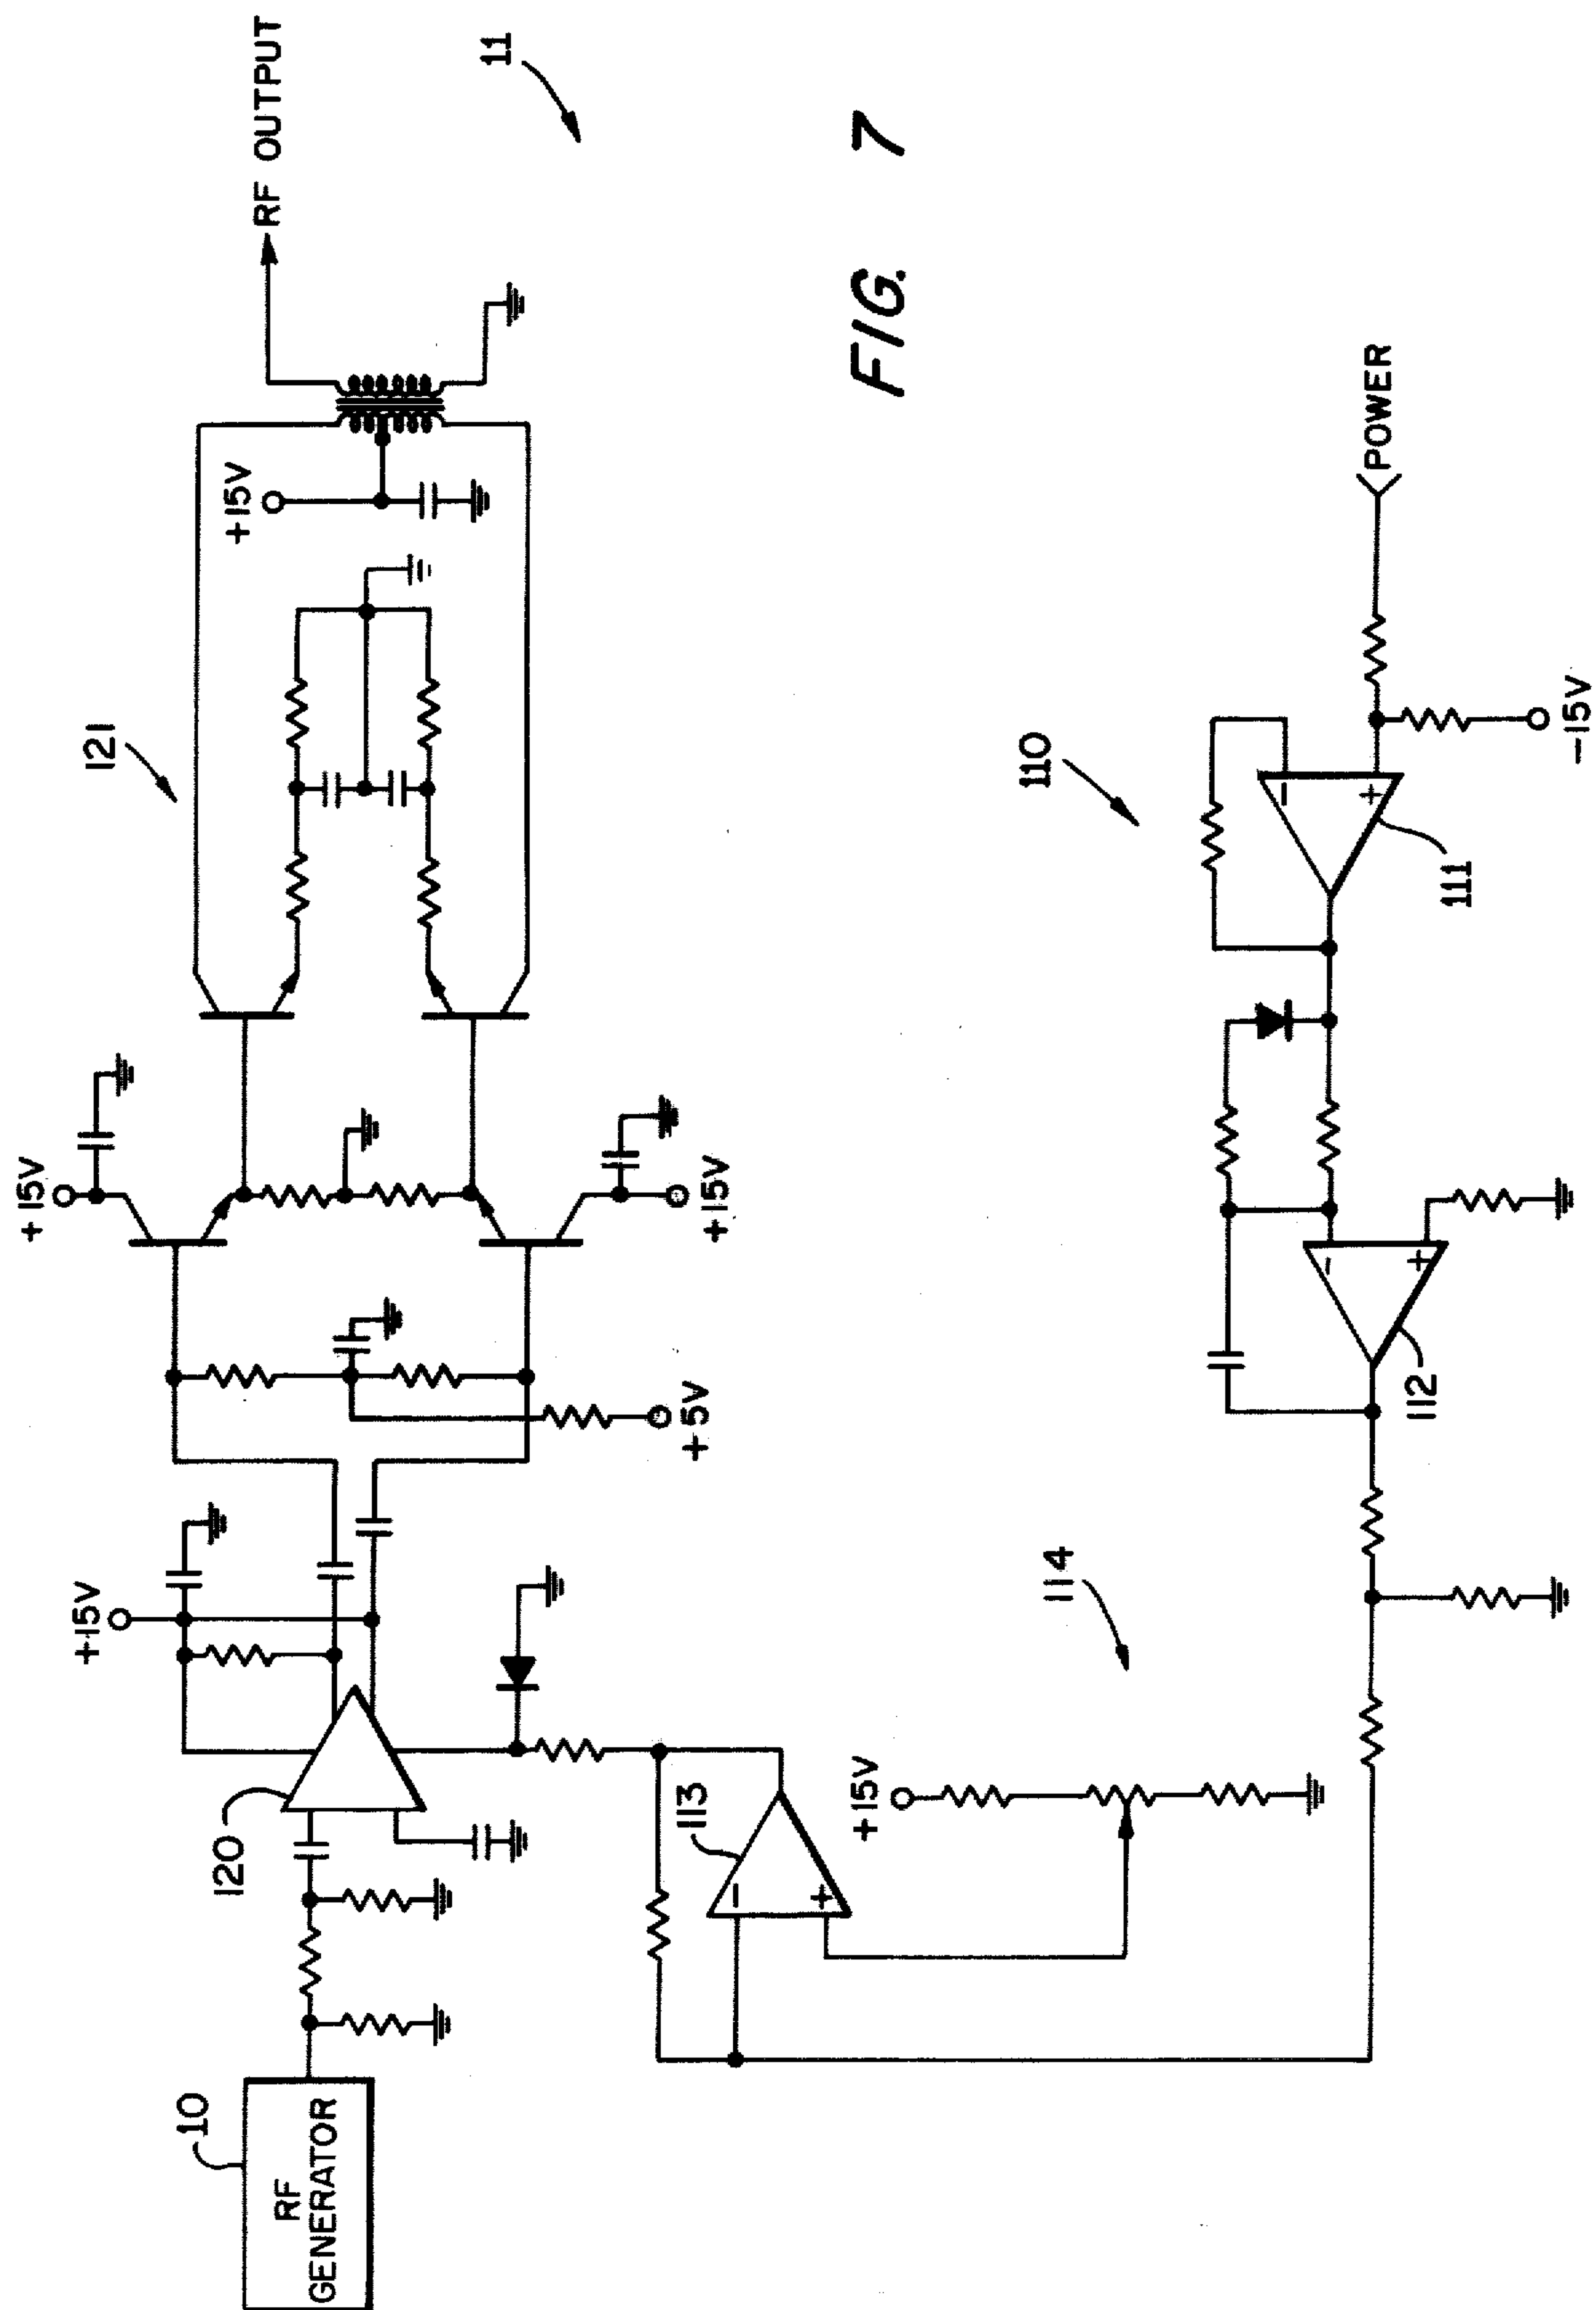 11
RF OUTPUT
121
+15V
+15V
+15V
+5V
+15V
120
10
RF
GENERATOR
113
−
+
+15V
114
110
−
+
111
−15V
POWER
−
+
112
FIG. 7